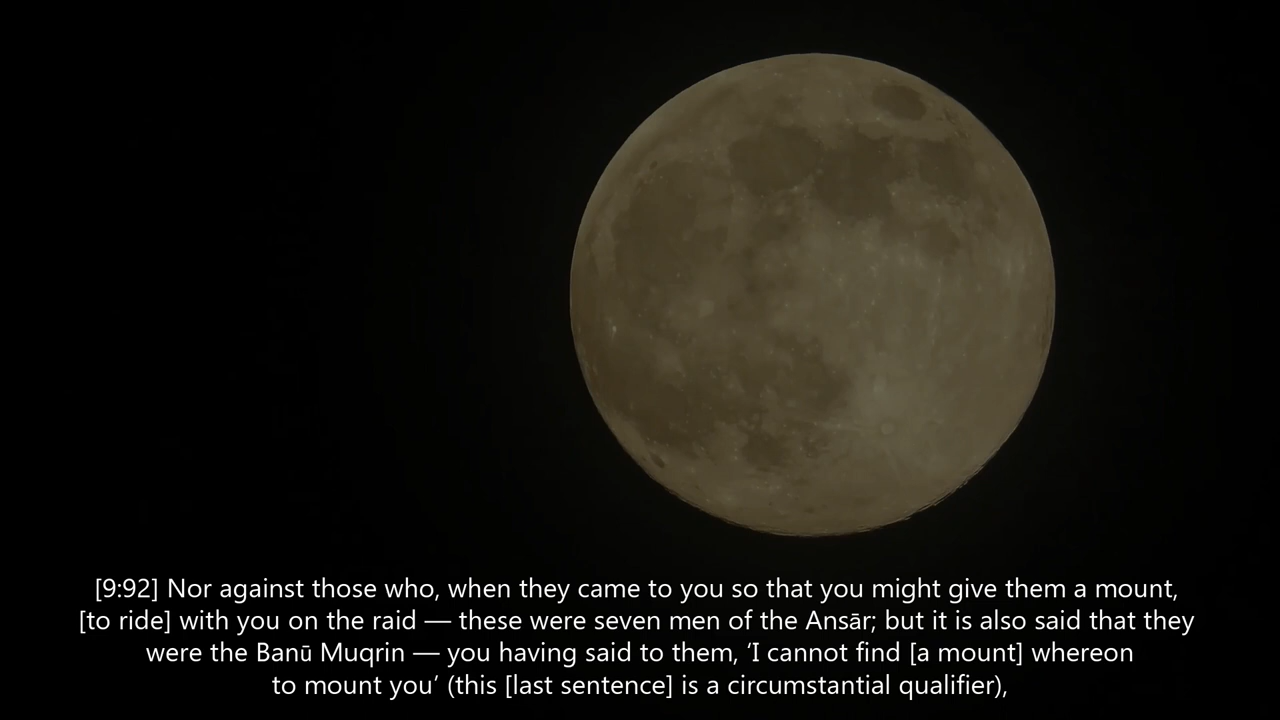 [9:92] Nor against those who, when they came to you so that you might give them a mount,
[to ride] with you on the raid — these were seven men of the Ansār; but it is also said that they
were the Banū Muqrin — you having said to them, ‘I cannot find [a mount] whereon
to mount you’ (this [last sentence] is a circumstantial qualifier),